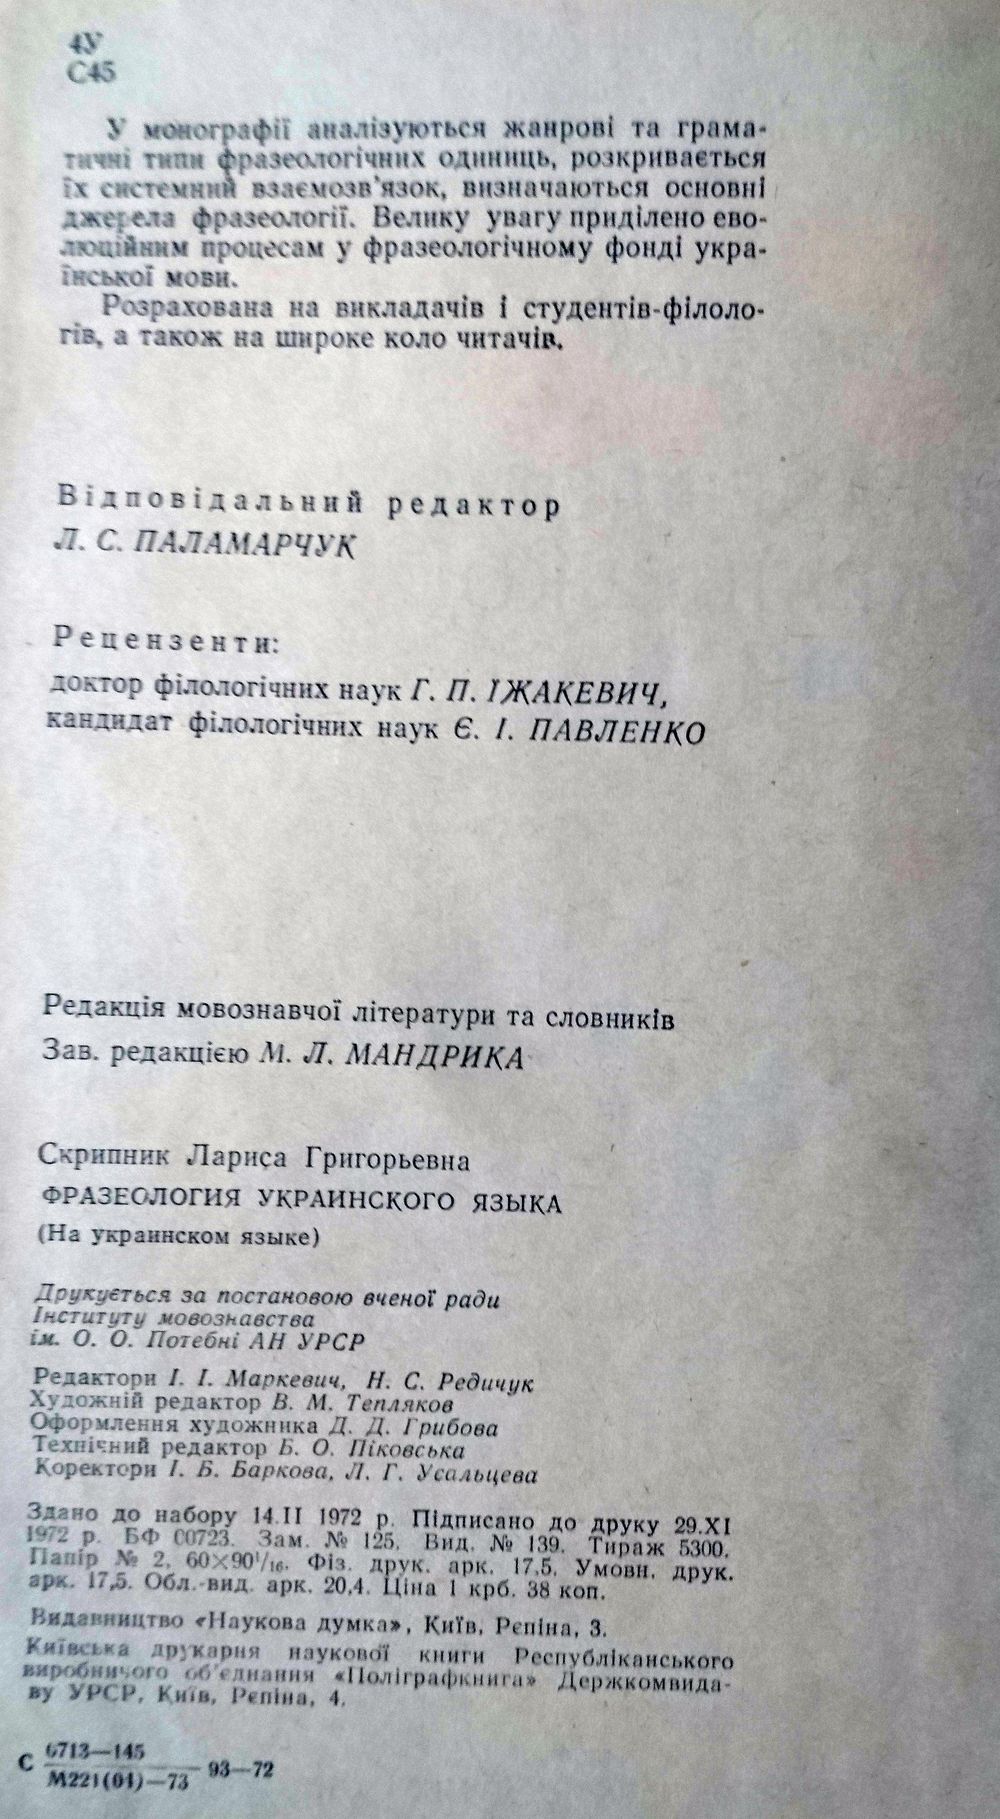 4У
С45
У монографії аналізуються жанрові та грама-
тичні типи фразеологічних одиниць, розкривається
їх системний взаємозв'язок, визначаються основні
джерела фразеології. Велику увагу приділено ево-
люційним процесам у фразеологічному фонді укра-
їнської мови.
Розрахована на викладачів і студентів-філоло-
гів, а також на широке коло читачів.
Відповідальний редактор
Л. С. ПАЛАМАРЧУК
Рецензенти:
доктор філологічних наук Г. П. ЇЖАКЕВИЧ,
кандидат філологічних наук Є. І. ПАВЛЕНКО
Редакція мовознавчої літератури та словників
Зав. редакцією М. Л. МАНДРИКА
Скрипник Лариса Григорьевна
ФРАЗЕОЛОГИЯ УКРАИНСКОГО ЯЗЫКА
(На украинском языке)
Друкується за постановою вченої ради
Інституту мовознавства
ім. О. О. Потебні АН УРСР
Редактори І. І. Маркевич, Н. С. Редичук
Художній редактор В. М. Тепляков
Оформлення художника Д. Д. Грибова
Технічний редактор Б. О. Піковська
Коректори І. Б. Баркова, Л. Г. Усальцева
Здано до набору 14.II 1972 р. Підписано до друку 29.XI
1972 р. БФ 00723. Зам. № 125. Вид. № 139. Тираж 5300.
Папір № 2, 60×90¹/₁₆. Фіз. друк. арк. 17,5. Умовн. друк.
арк. 17,5. Обл.-вид. арк. 20,4. Ціна 1 крб. 38 коп.
Видавництво «Наукова думка», Київ, Рєпіна, 3.
Київська друкарня наукової книги Республіканського
виробничого об'єднання «Поліграфкнига» Держкомвида-
ву УРСР, Київ, Рєпіна, 4.
С 6713—145
М221(04)—73 93—72